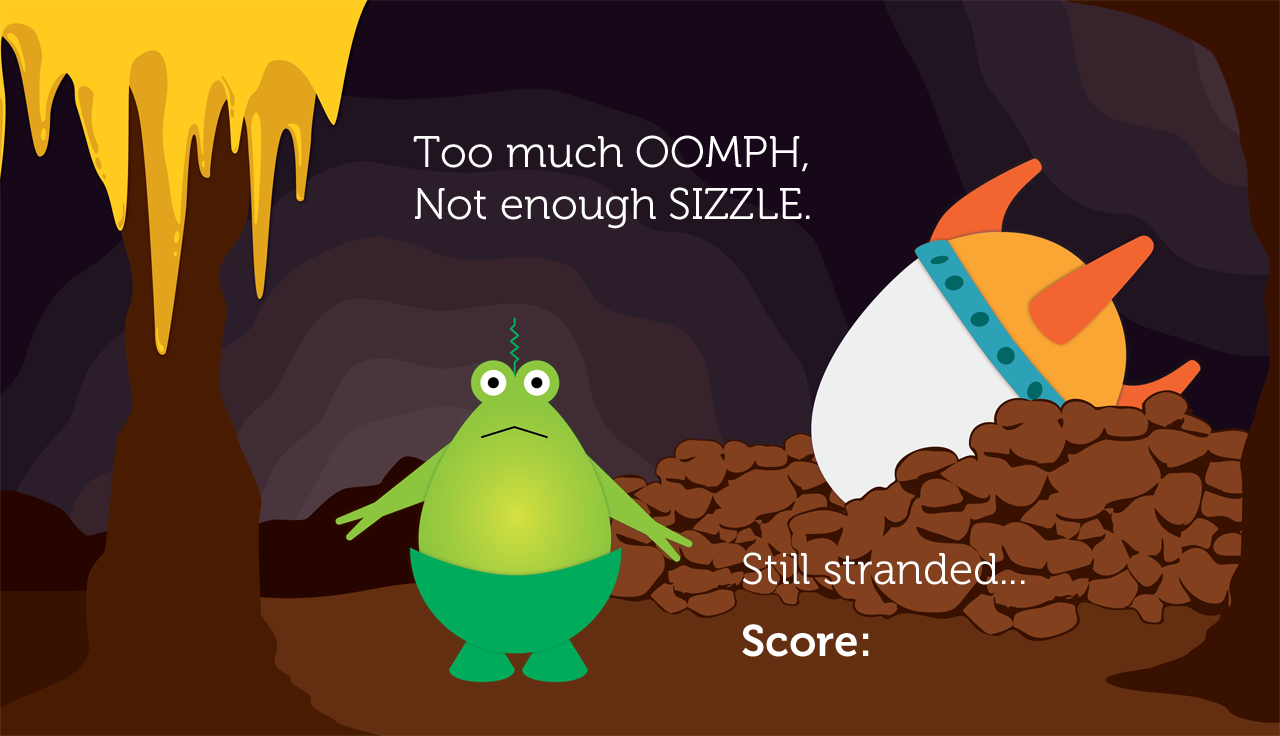 Too much OOMPH,
Not enough SIZZLE.
Still stranded...
Score: